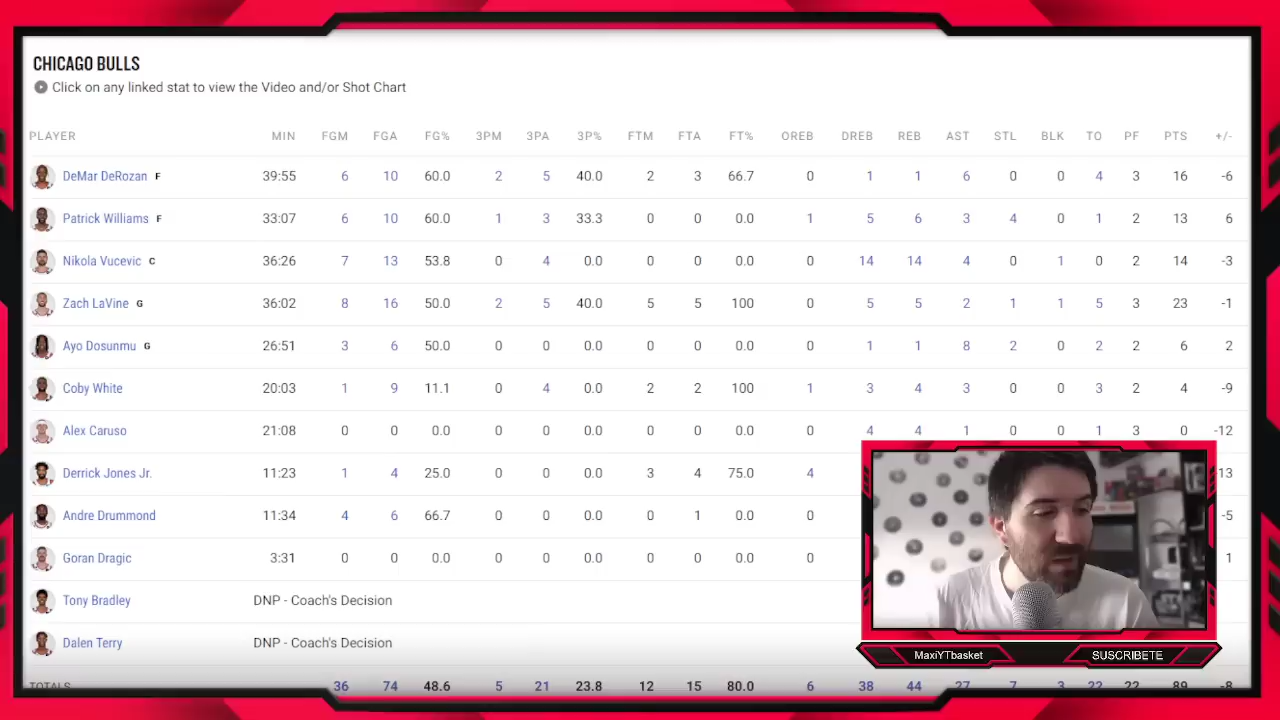 CHICAGO BULLS
Click on any linked stat to view the Video and/or Shot Chart
PLAYER MIN FGM FGA FG% 3PM 3PA 3P% FTM FTA FT% OREB DREB REB AST STL BLK TO PF PTS +/-
DeMar DeRozan F 39:55 6 10 60.0 2 5 40.0 2 3 66.7 0 1 1 6 0 0 4 3 16 -6
Patrick Williams F 33:07 6 10 60.0 1 3 33.3 0 0 0.0 1 5 6 3 4 0 1 2 13 6
Nikola Vucevic C 36:26 7 13 53.8 0 4 0.0 0 0 0.0 0 14 14 4 0 1 0 2 14 -3
Zach LaVine G 36:02 8 16 50.0 2 5 40.0 5 5 100 0 5 5 2 1 1 5 3 23 -1
Ayo Dosunmu G 26:51 3 6 50.0 0 0 0.0 0 0 0.0 0 1 1 8 2 0 2 2 6 2
Coby White 20:03 1 9 11.1 0 4 0.0 2 2 100 1 3 4 3 0 0 3 2 4 -9
Alex Caruso 21:08 0 0 0.0 0 0 0.0 0 0 0.0 0 4 4 1 0 0 1 3 0 -12
Derrick Jones Jr. 11:23 1 4 25.0 0 0 0.0 3 4 75.0 4 13
Andre Drummond 11:34 4 6 66.7 0 0 0.0 0 1 0.0 0 -5
Goran Dragic 3:31 0 0 0.0 0 0 0.0 0 0 0.0 0 1
Tony Bradley DNP - Coach's Decision
Dalen Terry DNP - Coach's Decision
TOTALS 36 74 48.6 5 21 23.8 12 15 80.0 6 38 44 27 7 3 22 22 89 -8
MaxiYTbasket
SUSCRIBETE